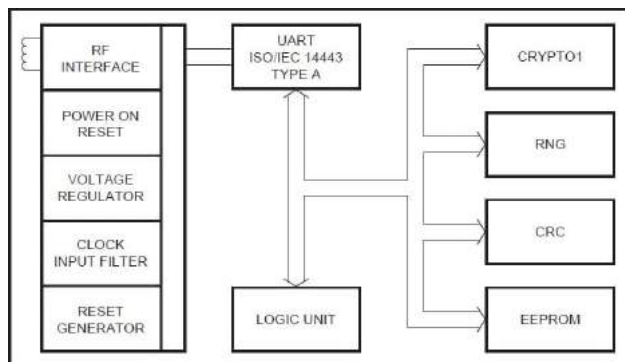 RF
INTERFACE
POWER ON
RESET
VOLTAGE
REGULATOR
CLOCK
INPUT FILTER
RESET
GENERATOR
UART
ISO/IEC 14443
TYPE A
LOGIC UNIT
CRYPTO1
RNG
CRC
EEPROM